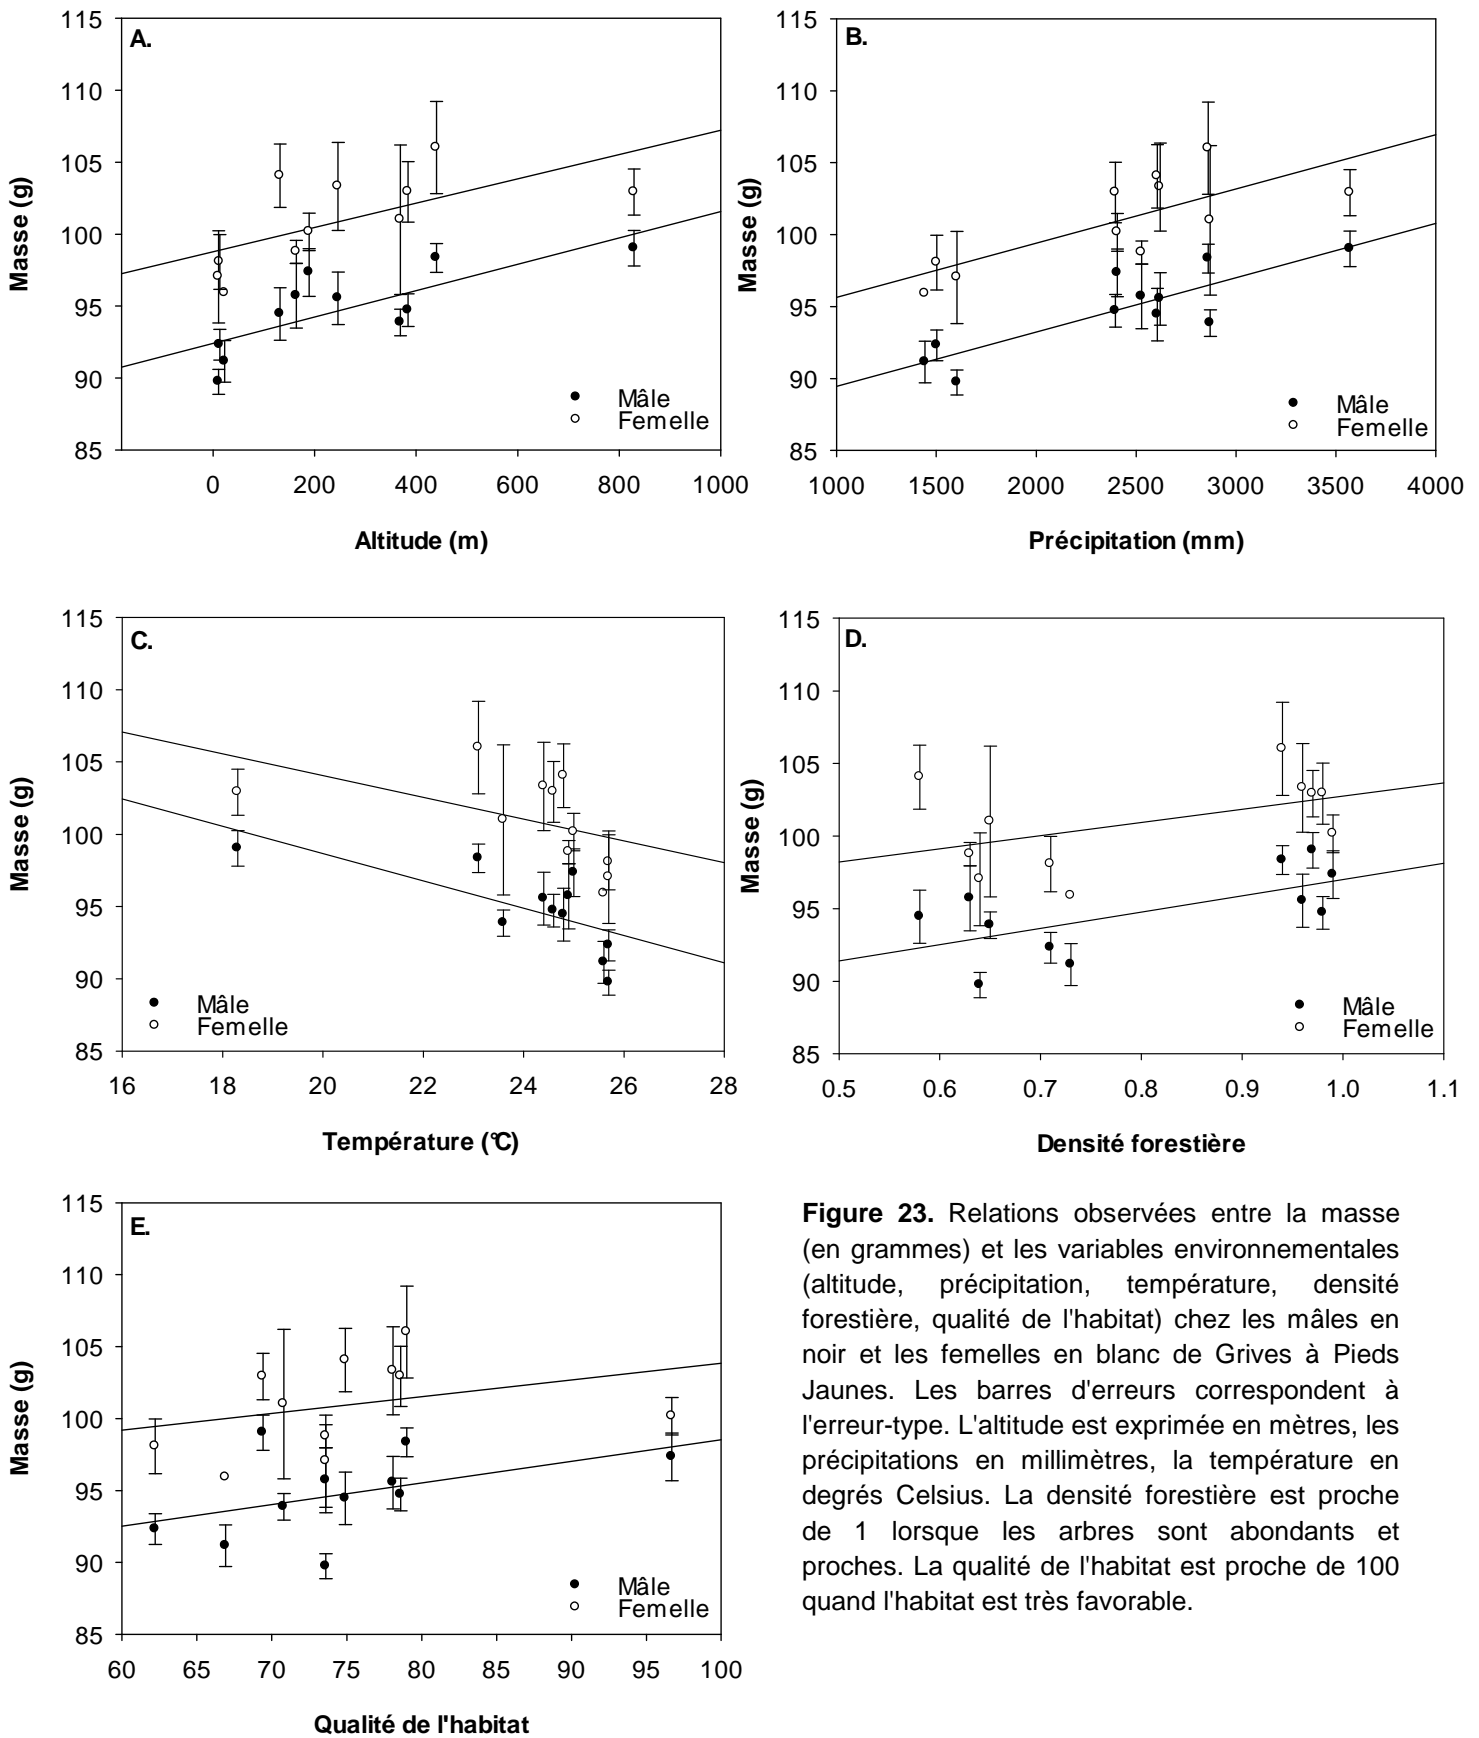 A.
115
110
105
100
95
90
85
Masse (g)
0 200 400 600 800 1000
Altitude (m)
Mâle
Femelle
B.
115
110
105
100
95
90
85
Masse (g)
1000 1500 2000 2500 3000 3500 4000
Précipitation (mm)
Mâle
Femelle
C.
115
110
105
100
95
90
85
Masse (g)
16 18 20 22 24 26 28
Température (°C)
Mâle
Femelle
D.
115
110
105
100
95
90
85
Masse (g)
0.5 0.6 0.7 0.8 0.9 1.0 1.1
Densité forestière
Mâle
Femelle
E.
115
110
105
100
95
90
85
Masse (g)
60 65 70 75 80 85 90 95 100
Qualité de l'habitat
Mâle
Femelle
Figure 23. Relations observées entre la masse
(en grammes) et les variables environnementales
(altitude, précipitation, température, densité
forestière, qualité de l'habitat) chez les mâles en
noir et les femelles en blanc de Grives à Pieds
Jaunes. Les barres d'erreurs correspondent à
l'erreur-type. L'altitude est exprimée en mètres, les
précipitations en millimètres, la température en
degrés Celsius. La densité forestière est proche
de 1 lorsque les arbres sont abondants et
proches. La qualité de l'habitat est proche de 100
quand l'habitat est très favorable.